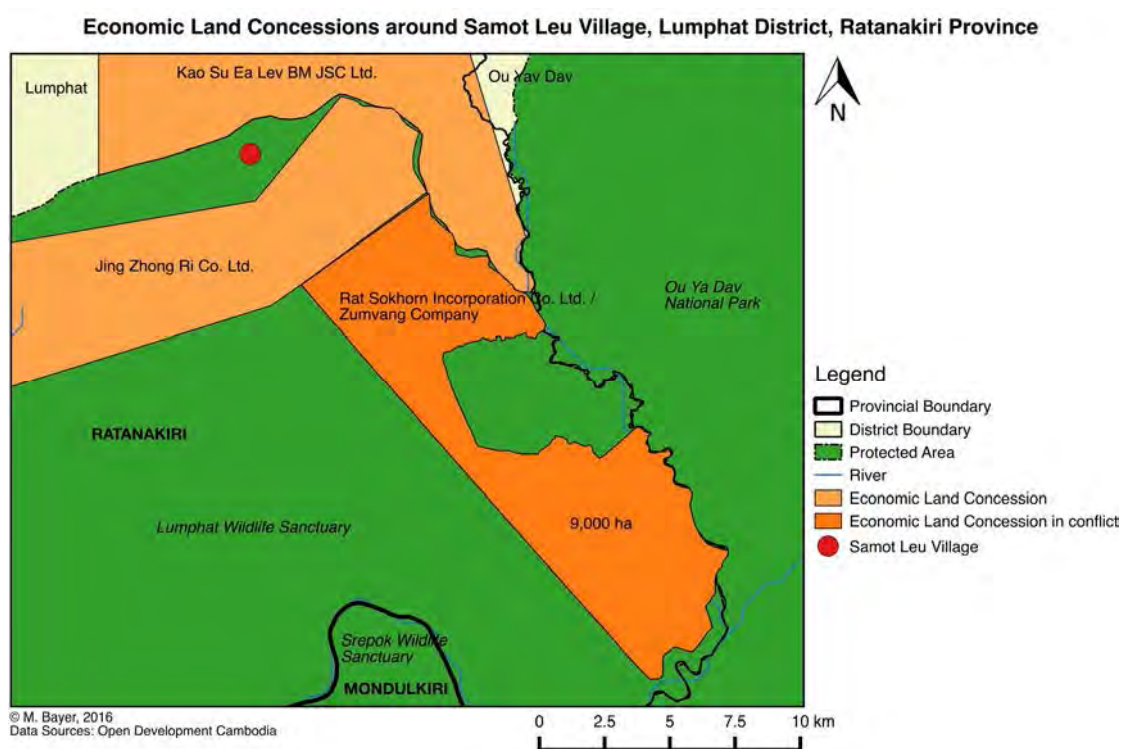 Economic Land Concessions around Samot Leu Village, Lumphat District, Ratanakiri Province
Kao Su Ea Lev BM JSC Ltd.
Ou Yav Dav
Lumphat
N
Jing Zhong Ri Co. Ltd.
Rat Sokhorn Incorporation Co. Ltd. /
Zumvang Company
Ou Ya Dav
National Park
RATANAKIRI
Lumphat Wildlife Sanctuary
9,000 ha
Srepok Wildlife
Sanctuary
MONDULKIRI
Legend
Provincial Boundary
District Boundary
Protected Area
River
Economic Land Concession
Economic Land Concession in conflict
Samot Leu Village
© M. Bayer, 2016
Data Sources: Open Development Cambodia
0 2.5 5 7.5 10 km